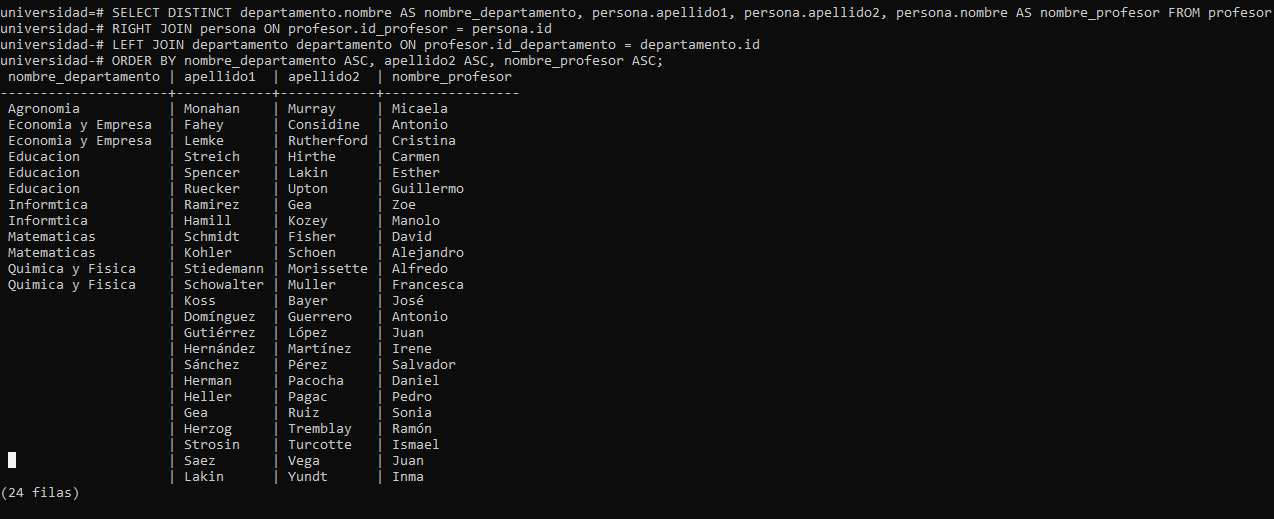 universidad=# SELECT DISTINCT departamento.nombre AS nombre_departamento, persona.apellido1, persona.apellido2, persona.nombre AS nombre_profesor FROM profesor
universidad-# RIGHT JOIN persona ON profesor.id_profesor = persona.id
universidad-# LEFT JOIN departamento departamento ON profesor.id_departamento = departamento.id
universidad-# ORDER BY nombre_departamento ASC, apellido2 ASC, nombre_profesor ASC;
nombre_departamento | apellido1 | apellido2 | nombre_profesor
---------------------+------------+------------+-----------------
Agronomia | Monahan | Murray | Micaela
Economia y Empresa | Fahey | Considine | Antonio
Economia y Empresa | Lemke | Rutherford | Cristina
Educacion | Streich | Hirthe | Carmen
Educacion | Spencer | Lakin | Esther
Educacion | Ruecker | Upton | Guillermo
Informtica | Ramirez | Gea | Zoe
Informtica | Hamill | Kozey | Manolo
Matematicas | Schmidt | Fisher | David
Matematicas | Kohler | Schoen | Alejandro
Quimica y Fisica | Stiedemann | Morissette | Alfredo
Quimica y Fisica | Schowalter | Muller | Francesca
| Koss | Bayer | José
| Domínguez | Guerrero | Antonio
| Gutiérrez | López | Juan
| Hernández | Martínez | Irene
| Sánchez | Pérez | Salvador
| Herman | Pacocha | Daniel
| Heller | Pagac | Pedro
| Gea | Ruiz | Sonia
| Herzog | Tremblay | Ramón
| Strosin | Turcotte | Ismael
| Saez | Vega | Juan
| Lakin | Yundt | Inma
(24 filas)